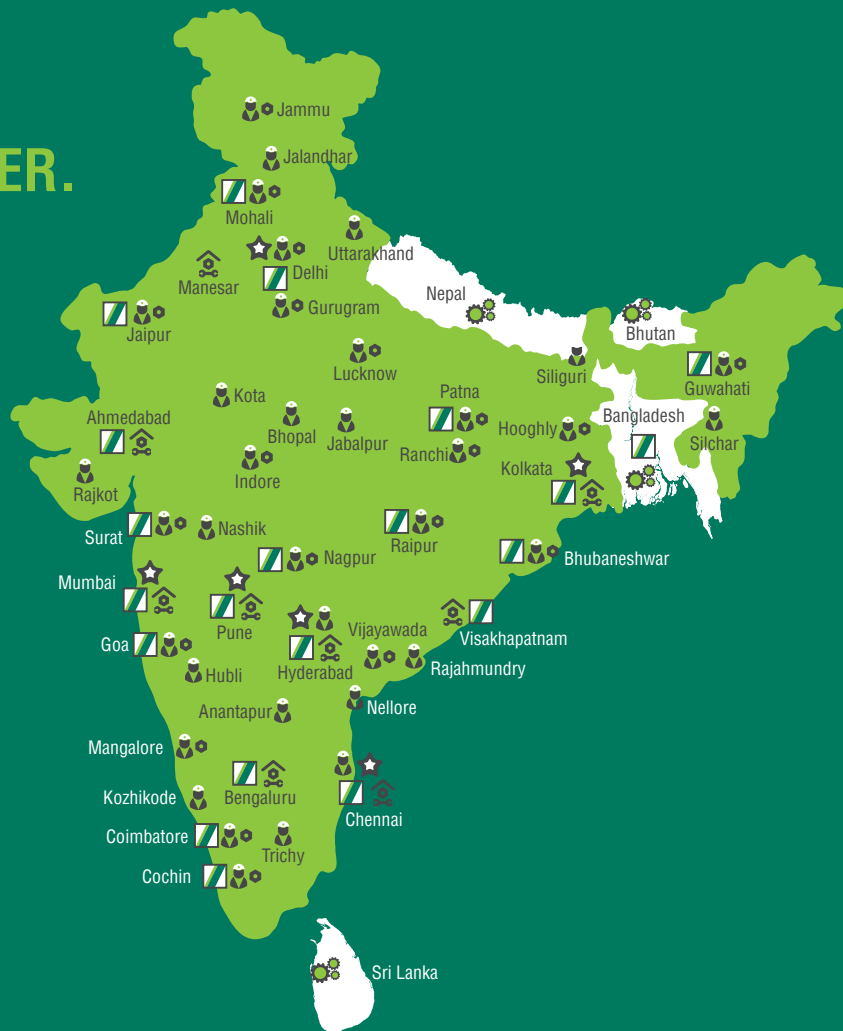 ER.
Jammu
Jalandhar
Mohali
Uttarakhand
Delhi
Manesar
Nepal
Gurugram
Bhutan
Jaipur
Lucknow
Siliguri
Guwahati
Kota
Patna
Ahmedabad
Bangladesh
Bhopal
Jabalpur
Hooghly
Silchar
Ranchi
Kolkata
Indore
Rajkot
Nashik
Surat
Raipur
Nagpur
Bhubaneshwar
Mumbai
Pune
Vijayawada
Visakhapatnam
Goa
Hyderabad
Rajahmundry
Hubli
Anantapur
Nellore
Mangalore
Kozhikode
Bengaluru
Chennai
Coimbatore
Trichy
Cochin
Sri Lanka